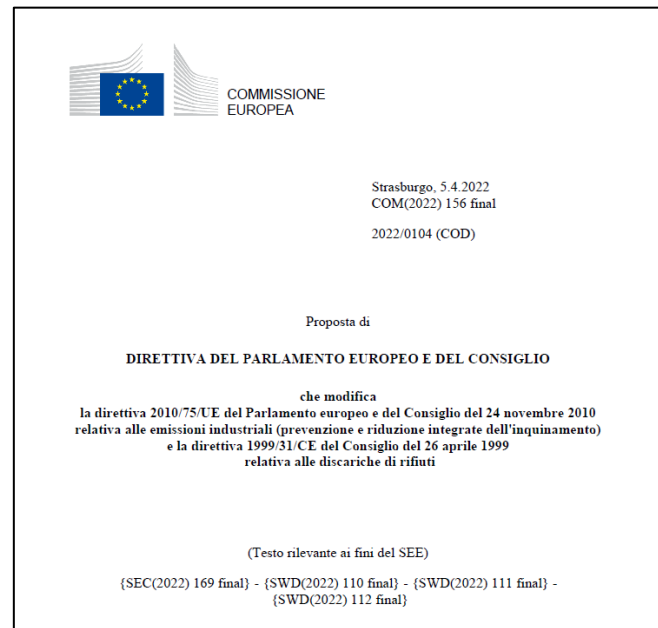 COMMISSIONE
EUROPEA
Strasburgo, 5.4.2022
COM(2022) 156 final
2022/0104 (COD)
Proposta di
DIRETTIVA DEL PARLAMENTO EUROPEO E DEL CONSIGLIO
che modifica
la direttiva 2010/75/UE del Parlamento europeo e del Consiglio del 24 novembre 2010
relativa alle emissioni industriali (prevenzione e riduzione integrate dell'inquinamento)
e la direttiva 1999/31/CE del Consiglio del 26 aprile 1999
relativa alle discariche di rifiuti
(Testo rilevante ai fini del SEE)
{SEC(2022) 169 final} - {SWD(2022) 110 final} - {SWD(2022) 111 final} -
{SWD(2022) 112 final}